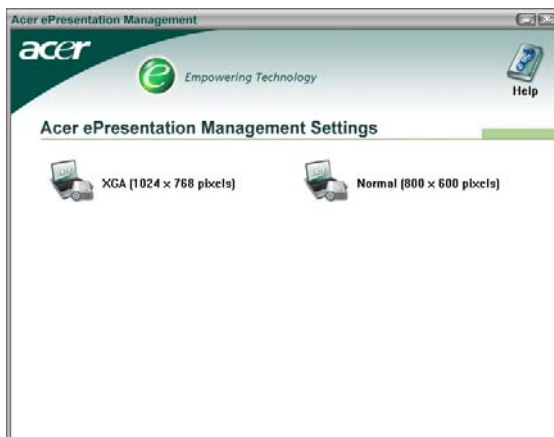 Acer ePresentation Management
acer
e Empowering Technology
Help
Acer ePresentation Management Settings
XGA (1024 x 768 pixels)
Normal (800 x 600 pixels)